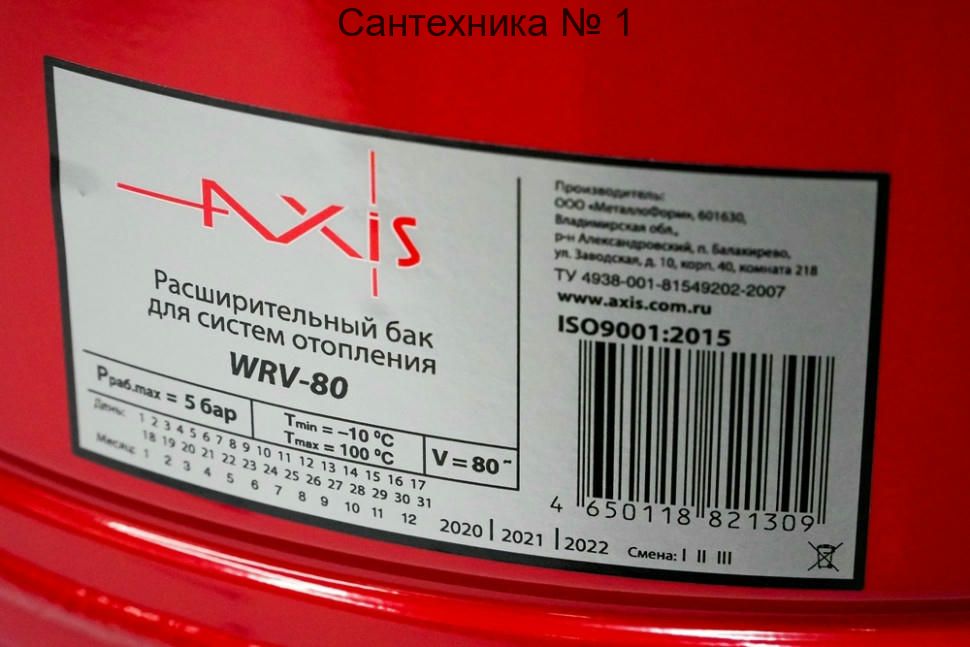 Сантехника № 1
AXIS
Расширительный бак
для систем отопления
WRV-80
Pраб.max = 5 бар
Tmin = –10 °C
Tmax = 100 °C
V = 80
День:
1 2 3 4 5 6 7 8 9 10 11 12 13 14 15 16 17
18 19 20 21 22 23 24 25 26 27 28 29 30 31
Месяц:
1 2 3 4 5 6 7 8 9 10 11 12
2020 | 2021 | 2022
Смена: I II III
Производитель:
ООО «МеталлоФорм», 601630,
Владимирская обл.,
р-н Александровский, п. Балакирево,
ул. Заводская, д. 10, корп. 40, комната 218
ТУ 4938-001-81549202-2007
www.axis.com.ru
ISO9001:2015
4 650118 821309